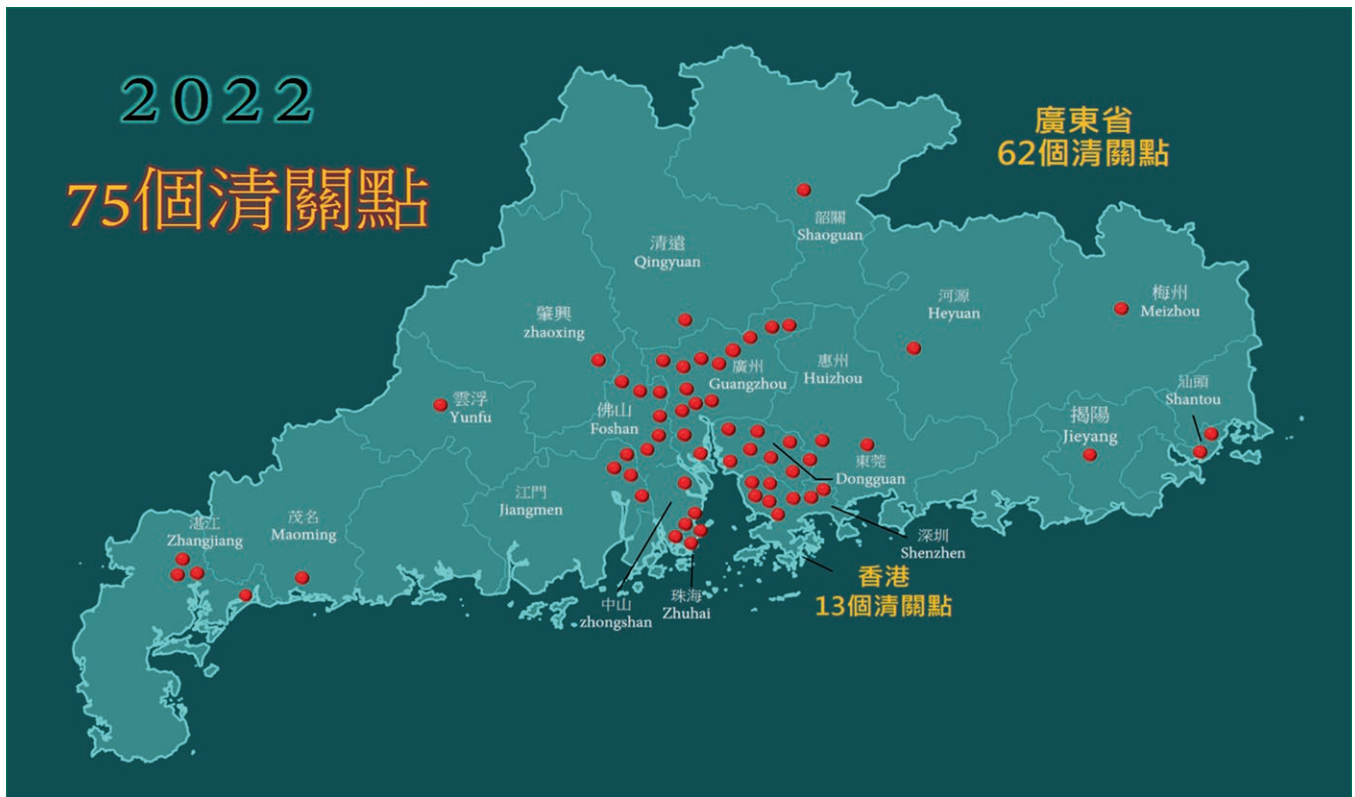 2022
75個清關點
廣東省
62個清關點
韶關
Shaoguan
清遠
Qingyuan
河源
Heyuan
梅州
Meizhou
肇興
zhaoxing
惠州
Huizhou
廣州
Guangzhou
汕頭
Shantou
雲浮
Yunfu
佛山
Foshan
揭陽
Jieyang
東莞
Dongguan
江門
Jiangmen
湛江
Zhangjiang
茂名
Maoming
深圳
Shenzhen
香港
13個清關點
中山
zhongshan
珠海
Zhuhai